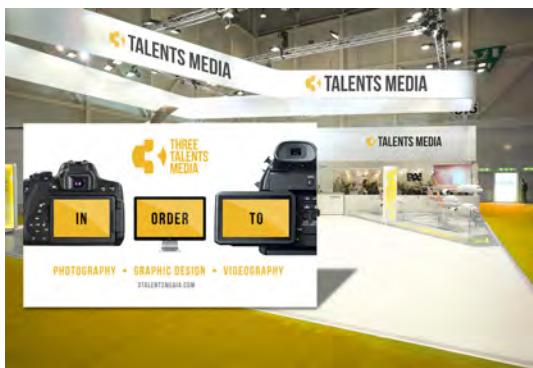 TALENTS MEDIA
TALENTS MEDIA
TALENTS MEDIA
THREE
TALENTS
MEDIA
IN
ORDER
TO
PHOTOGRAPHY • GRAPHIC DESIGN • VIDEOGRAPHY
3TALENTSMEDIA.COM